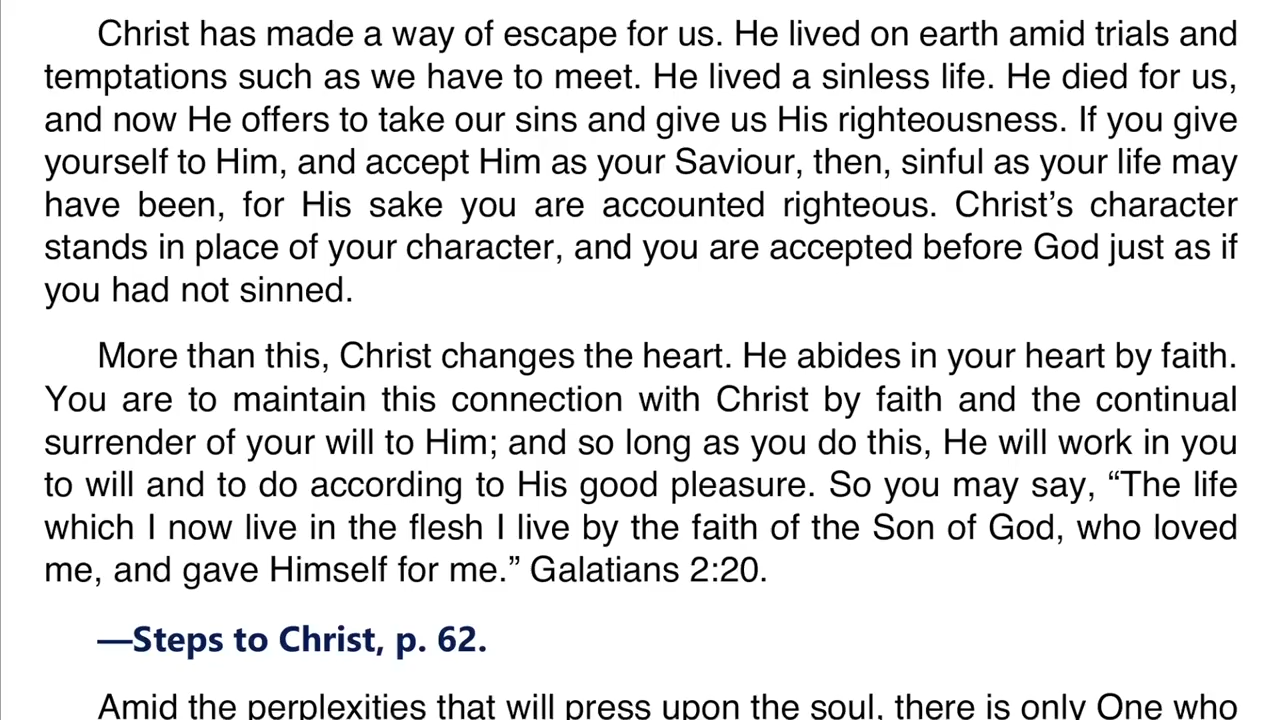 Christ has made a way of escape for us. He lived on earth amid trials and
temptations such as we have to meet. He lived a sinless life. He died for us,
and now He offers to take our sins and give us His righteousness. If you give
yourself to Him, and accept Him as your Saviour, then, sinful as your life may
have been, for His sake you are accounted righteous. Christ’s character
stands in place of your character, and you are accepted before God just as if
you had not sinned.
More than this, Christ changes the heart. He abides in your heart by faith.
You are to maintain this connection with Christ by faith and the continual
surrender of your will to Him; and so long as you do this, He will work in you
to will and to do according to His good pleasure. So you may say, “The life
which I now live in the flesh I live by the faith of the Son of God, who loved
me, and gave Himself for me.” Galatians 2:20.
—Steps to Christ, p. 62.
Amid the perplexities that will press upon the soul, there is only One who